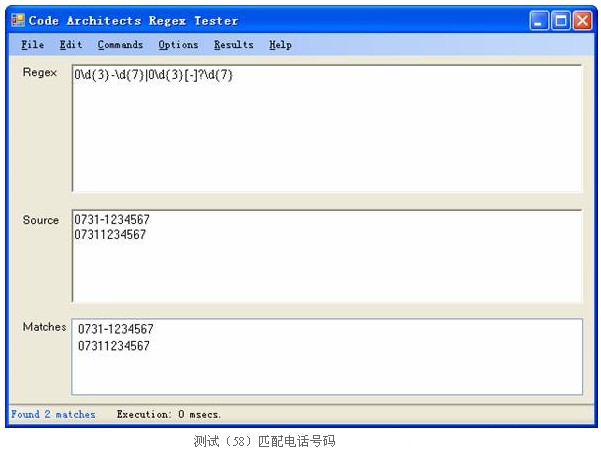 Code Architects Regex Tester
File Edit Commands Options Results Help
Regex
0\d{3}-\d{7}|0\d{3}[-]?\d{7}
Source
0731-1234567
07311234567
Matches
0731-1234567
07311234567
Found 2 matches Execution: 0 msecs.
测试（58）匹配电话号码